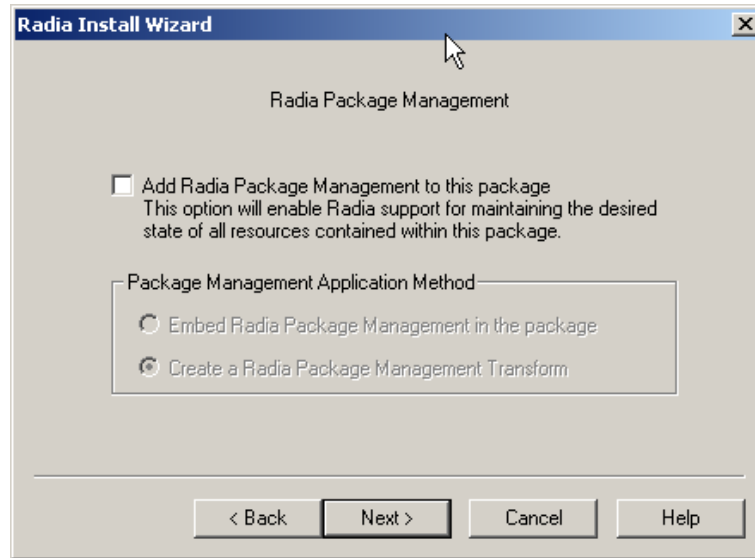 Radia Install Wizard
Radia Package Management
Add Radia Package Management to this package
This option will enable Radia support for maintaining the desired
state of all resources contained within this package.
Package Management Application Method
Embed Radia Package Management in the package
Create a Radia Package Management Transform
< Back Next > Cancel Help